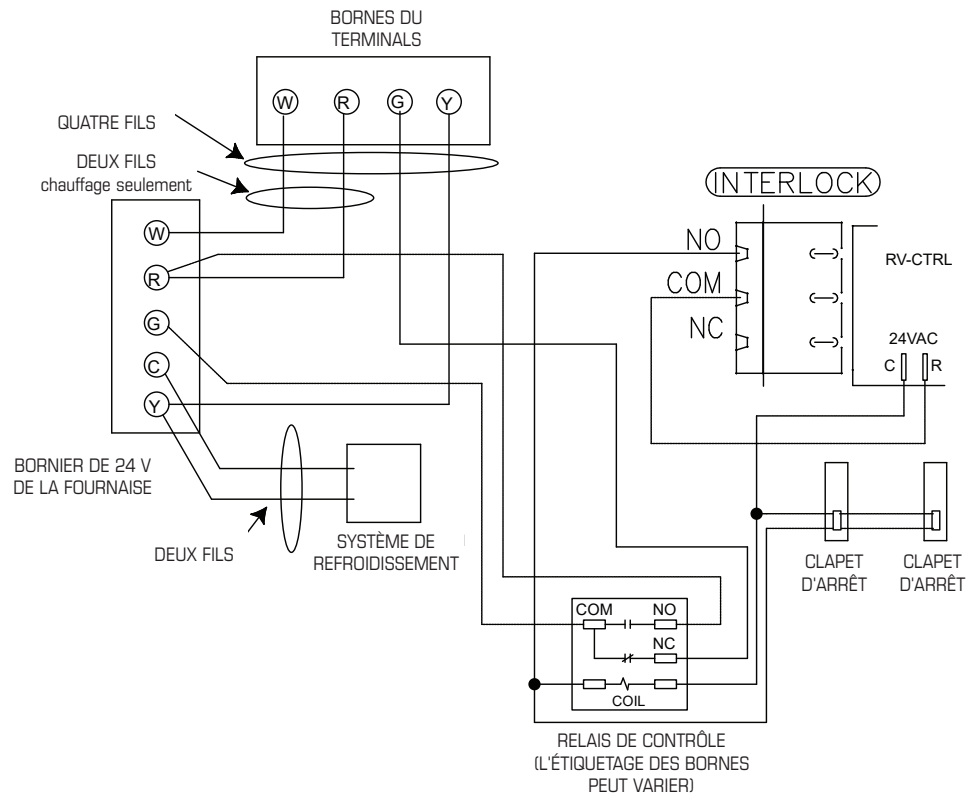 BORNES DU
TERMINALS
W
R
G
Y
QUATRE FILS
DEUX FILS
chauffage seulement
W
R
G
C
Y
BORNIER DE 24 V
DE LA FOURNAISE
DEUX FILS
SYSTÈME DE
REFROIDISSEMENT
INTERLOCK
NO
COM
NC
RV-CTRL
24VAC
C
R
CLAPET
D'ARRÊT
CLAPET
D'ARRÊT
COM
NO
NC
COIL
RELAIS DE CONTRÔLE
(L'ÉTIQUETAGE DES BORNES
PEUT VARIER)